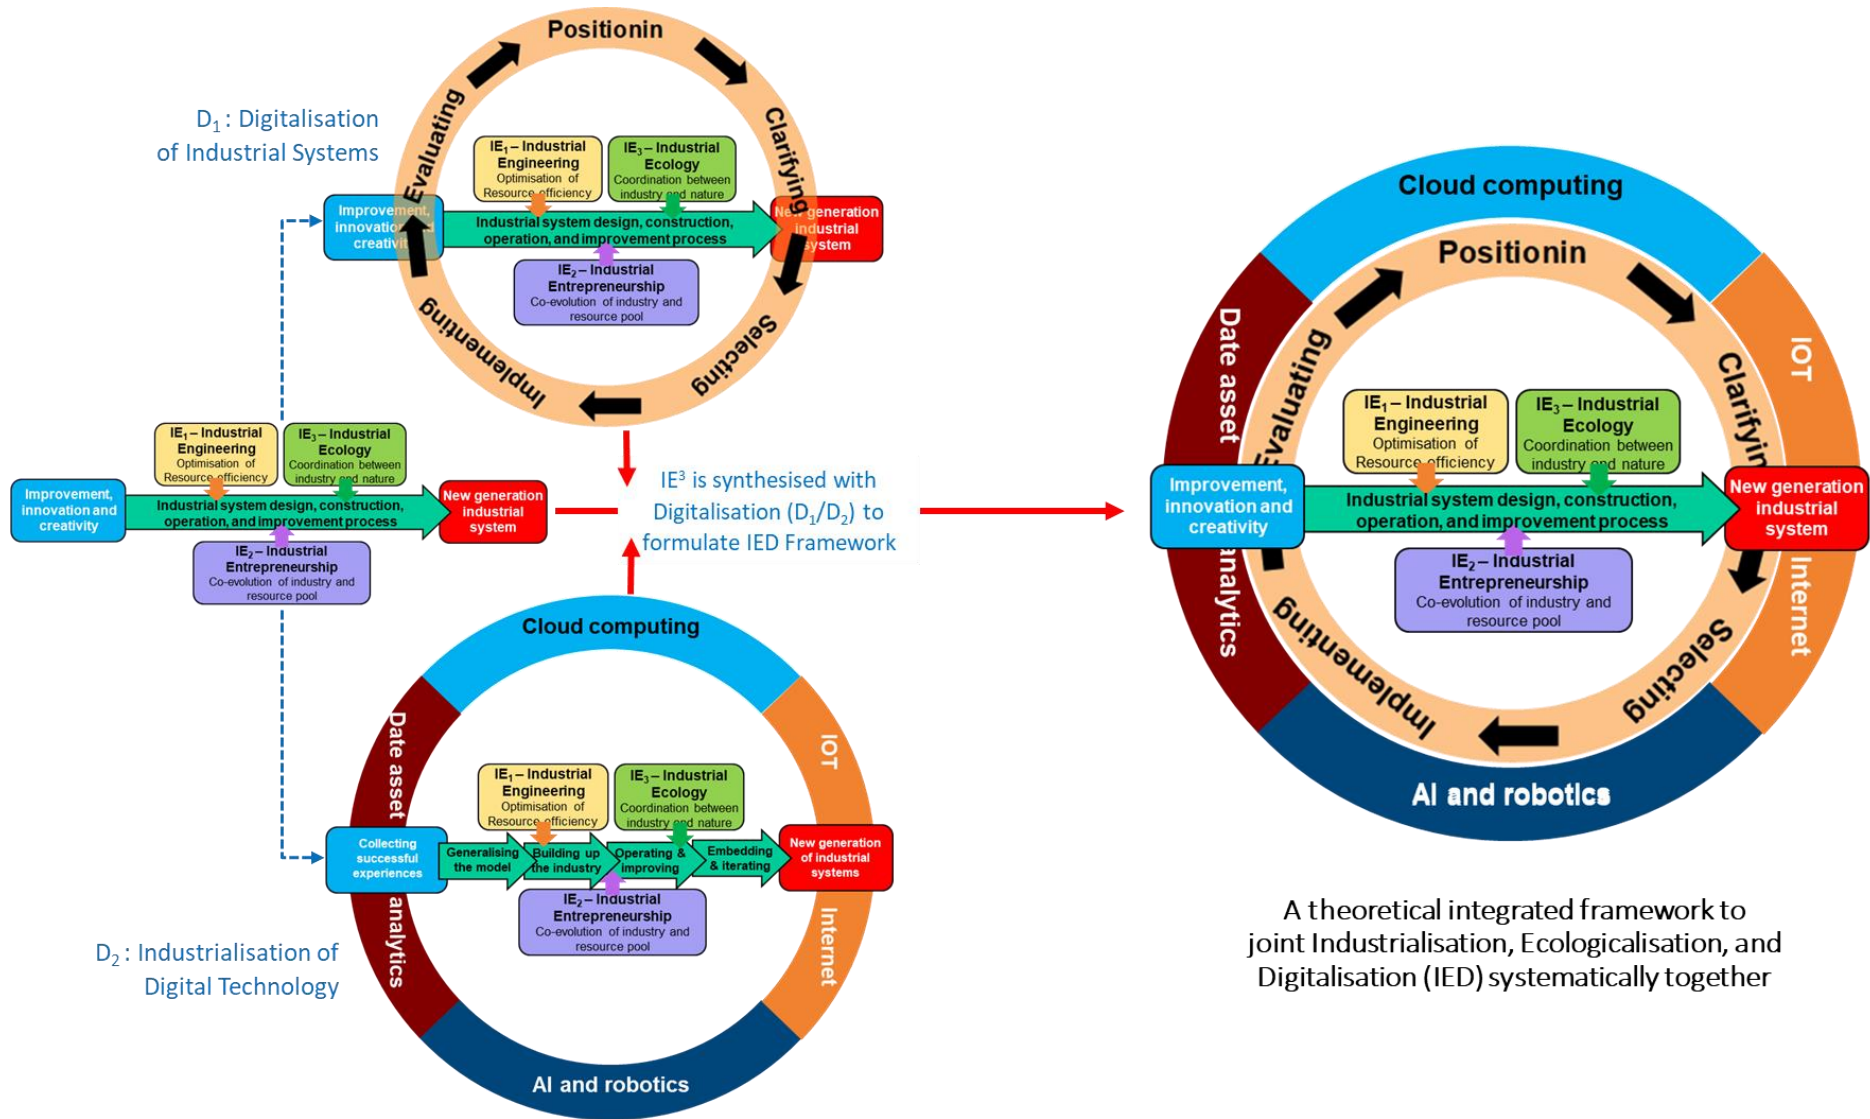 Positionin
Clarifying
Selecting
Implementing
Evaluating
D1 : Digitalisation
of Industrial Systems
IE1 – Industrial
Engineering
Optimisation of
Resource efficiency
IE3 – Industrial
Ecology
Coordination between
industry and nature
Improvement,
innovation and
creativity
Industrial system design, construction,
operation, and improvement process
New generation
industrial
system
IE2 – Industrial
Entrepreneurship
Co-evolution of industry and
resource pool
IE1 – Industrial
Engineering
Optimisation of
Resource efficiency
IE3 – Industrial
Ecology
Coordination between
industry and nature
Improvement,
innovation and
creativity
Industrial system design, construction,
operation, and improvement process
New generation
industrial
system
IE2 – Industrial
Entrepreneurship
Co-evolution of industry and
resource pool
IE³ is synthesised with
Digitalisation (D1/D2) to
formulate IED Framework
Cloud computing
IOT
Internet
AI and robotics
Date asset
analytics
IE1 – Industrial
Engineering
Optimisation of
Resource efficiency
IE3 – Industrial
Ecology
Coordination between
industry and nature
Collecting
successful
experiences
Generalising
the model
Building up
the industry
Operating &
improving
Embedding
& iterating
New generation
of industrial
systems
IE2 – Industrial
Entrepreneurship
Co-evolution of industry and
resource pool
D2 : Industrialisation of
Digital Technology
Cloud computing
IOT
Internet
AI and robotics
Date asset
analytics
Positionin
Clarifyin
Selecting
Implementing
Evaluating
IE1 – Industrial
Engineering
Optimisation of
Resource efficiency
IE3 – Industrial
Ecology
Coordination between
industry and nature
Improvement,
innovation and
creativity
Industrial system design, construction,
operation, and improvement process
New generation
industrial
system
IE2 – Industrial
Entrepreneurship
Co-evolution of industry and
resource pool
A theoretical integrated framework to
joint Industrialisation, Ecologicalisation, and
Digitalisation (IED) systematically together